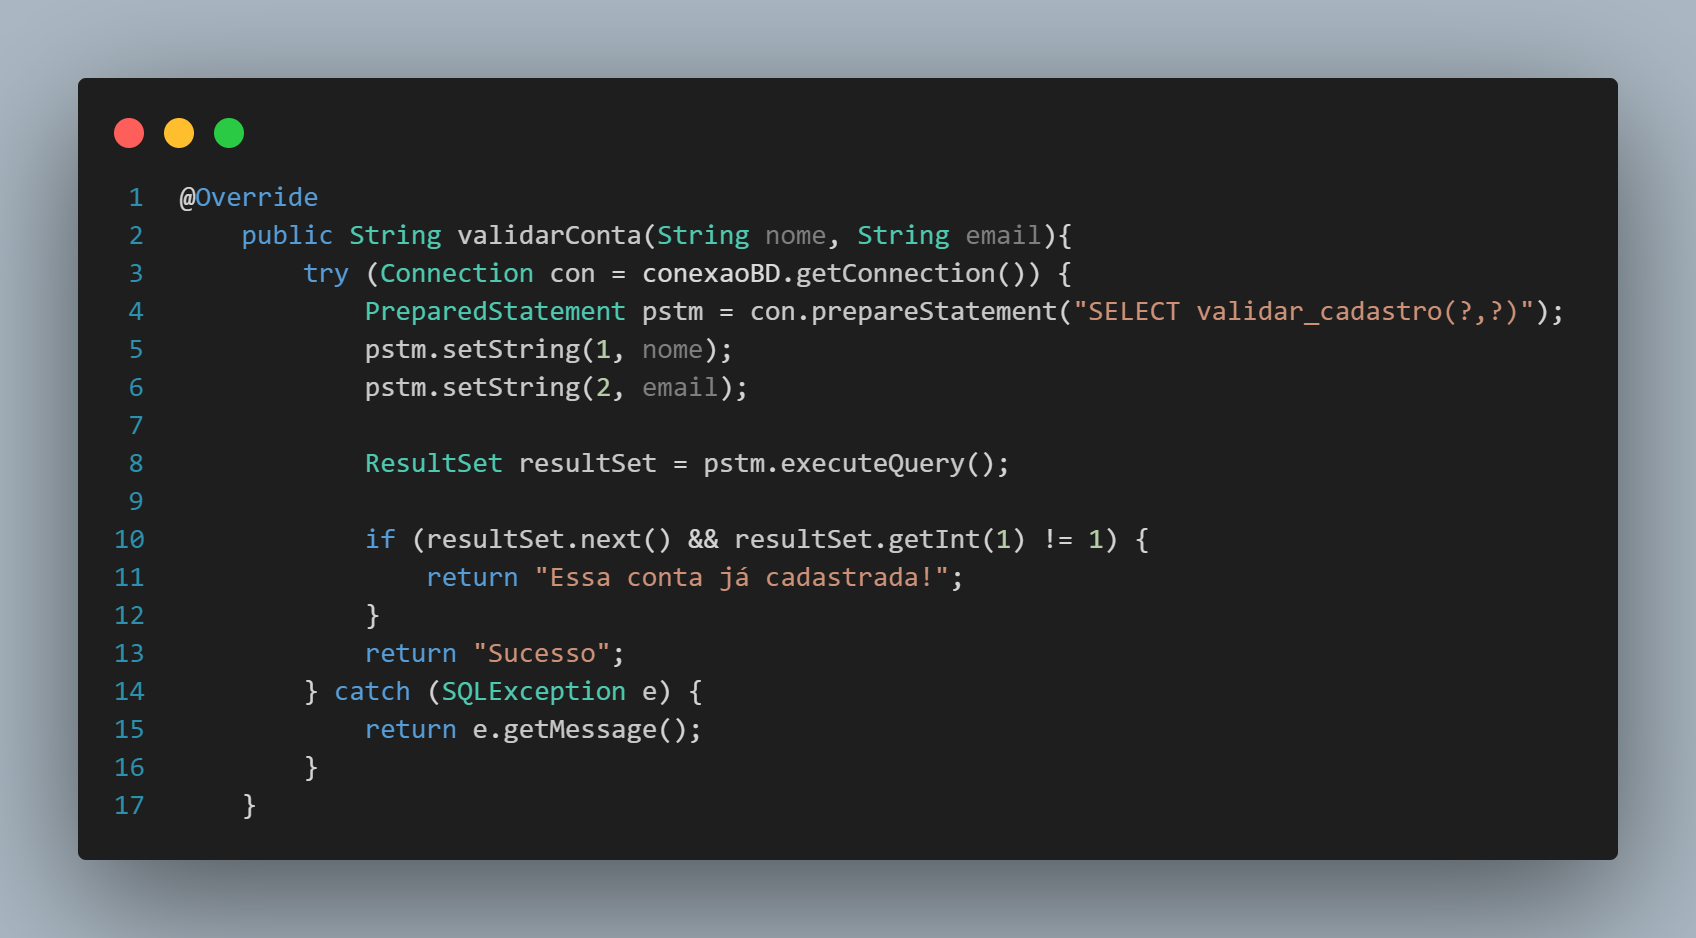 1 @Override
2     public String validarConta(String nome, String email){
3         try (Connection con = conexaoBD.getConnection()) {
4             PreparedStatement pstm = con.prepareStatement("SELECT validar_cadastro(?,?)");
5             pstm.setString(1, nome);
6             pstm.setString(2, email);
7
8             ResultSet resultSet = pstm.executeQuery();
9
10             if (resultSet.next() && resultSet.getInt(1) != 1) {
11                 return "Essa conta já cadastrada!";
12             }
13             return "Sucesso";
14         } catch (SQLException e) {
15             return e.getMessage();
16         }
17     }